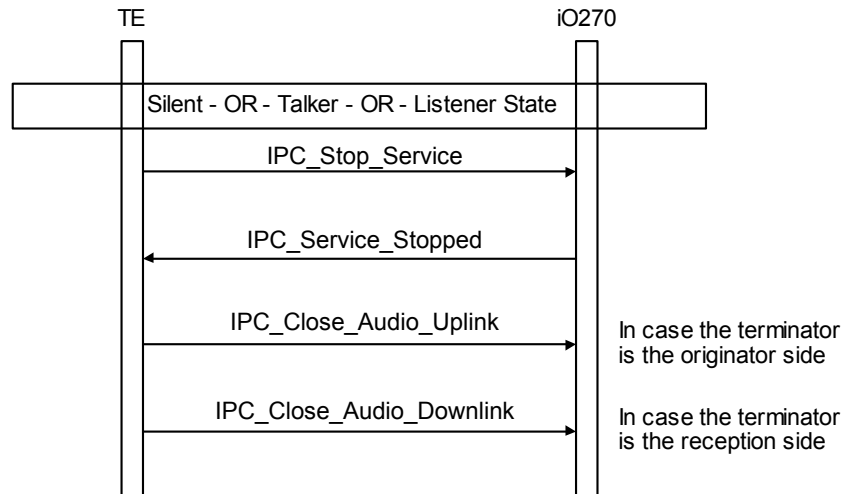 TE
iO270
Silent - OR - Talker - OR - Listener State
IPC_Stop_Service
IPC_Service_Stopped
IPC_Close_Audio_Uplink
In case the terminator
is the originator side
IPC_Close_Audio_Downlink
In case the terminator
is the reception side